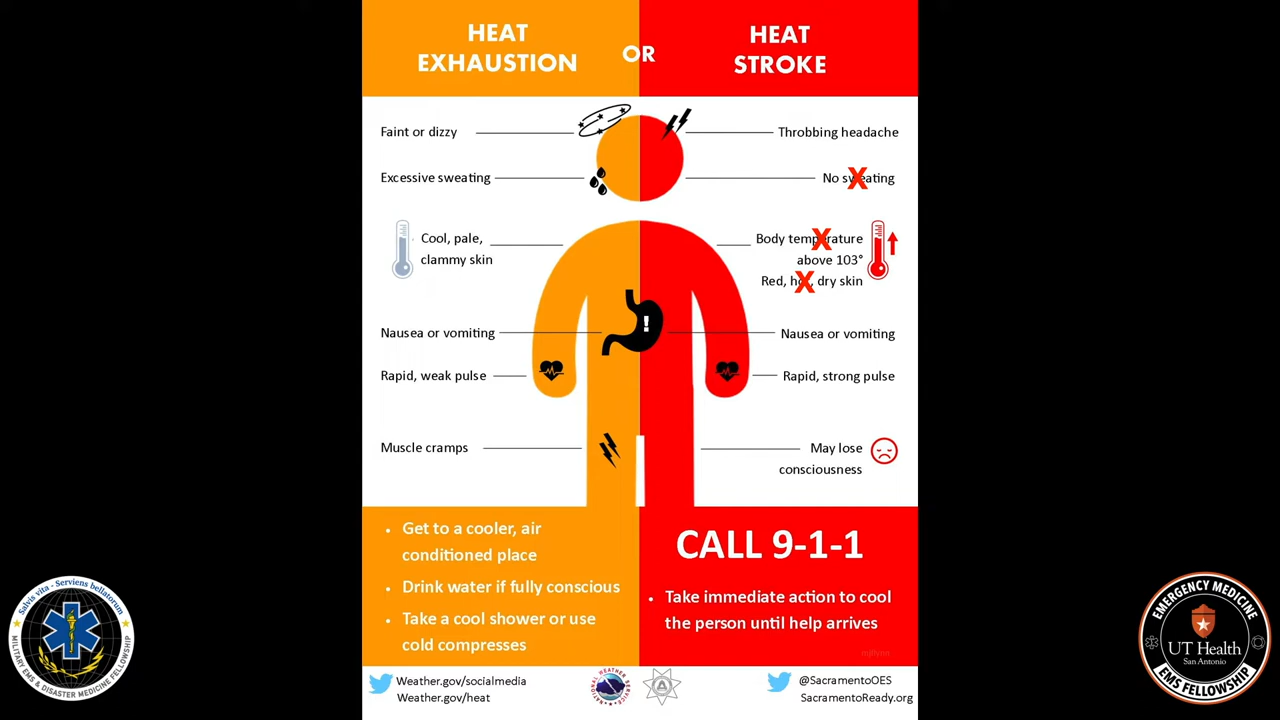 HEAT
EXHAUSTION
OR
HEAT
STROKE
Faint or dizzy
Throbbing headache
Excessive sweating
No sweating
X
Cool, pale,
clammy skin
Body temperature
X
above 103°
Red, hot, dry skin
X
Nausea or vomiting
!
Nausea or vomiting
Rapid, weak pulse
Rapid, strong pulse
Muscle cramps
May lose
consciousness
• Get to a cooler, air
conditioned place
• Drink water if fully conscious
• Take a cool shower or use
cold compresses
CALL 9-1-1
• Take immediate action to cool
the person until help arrives
mjflynn
Weather.gov/socialmedia
Weather.gov/heat
NATIONAL WEATHER SERVICE
@SacramentoOES
SacramentoReady.org
Salvis vita - Serviens bellatorum
MILITARY EMS & DISASTER MEDICINE FELLOWSHIP
EMERGENCY MEDICINE
UT Health
San Antonio
EMS FELLOWSHIP